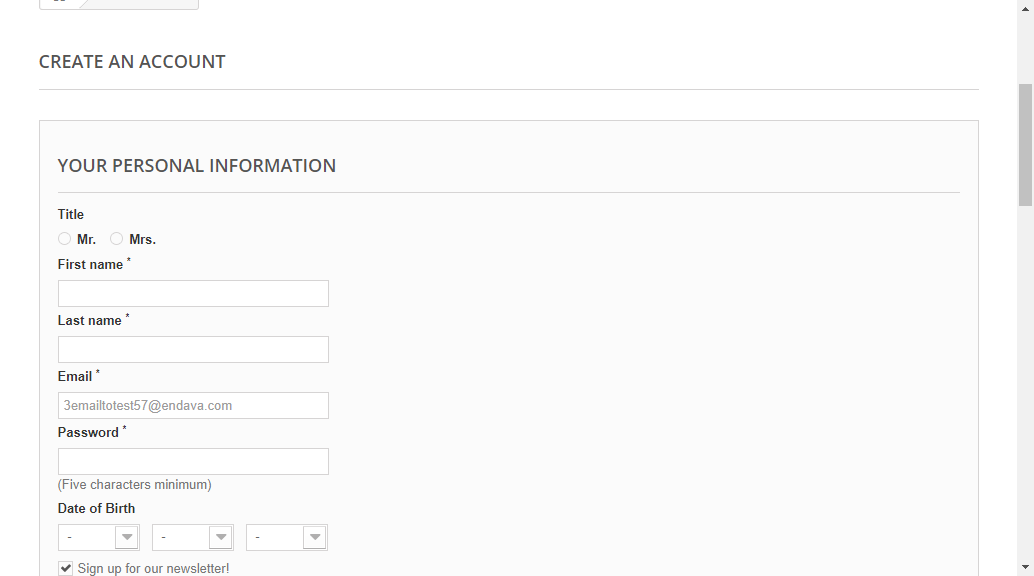 CREATE AN ACCOUNT
YOUR PERSONAL INFORMATION
Title
Mr. Mrs.
First name *
Last name *
Email *
3emailtotest57@endava.com
Password *
(Five characters minimum)
Date of Birth
- - -
Sign up for our newsletter!